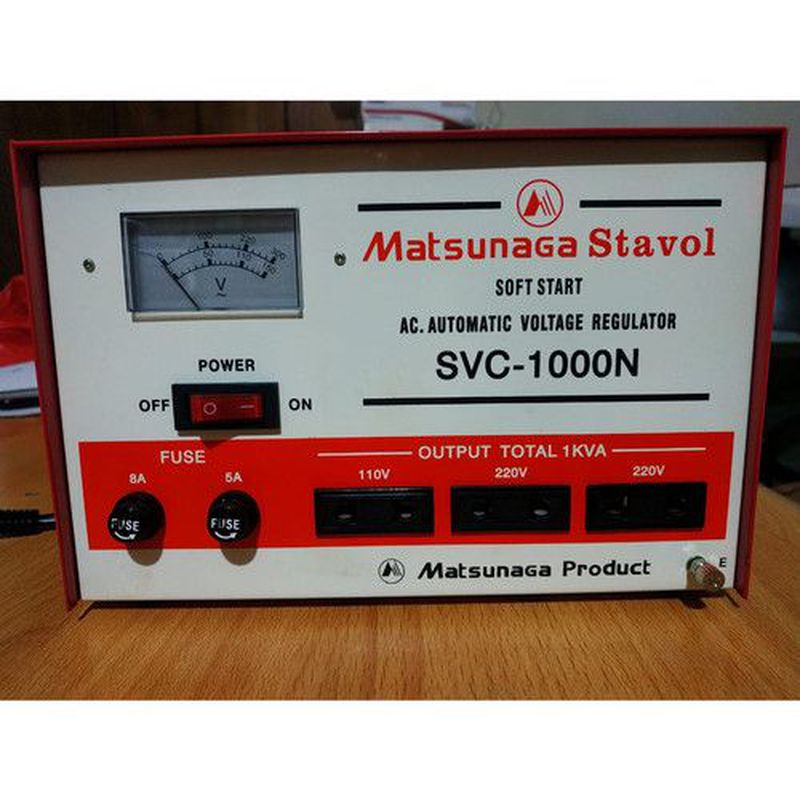 Matsunaga Stavol
SOFT START
AC. AUTOMATIC VOLTAGE REGULATOR
SVC-1000N
V
POWER
OFF
ON
FUSE
OUTPUT TOTAL 1KVA
8A
5A
110V
220V
220V
FUSE
FUSE
Matsunaga Product
E